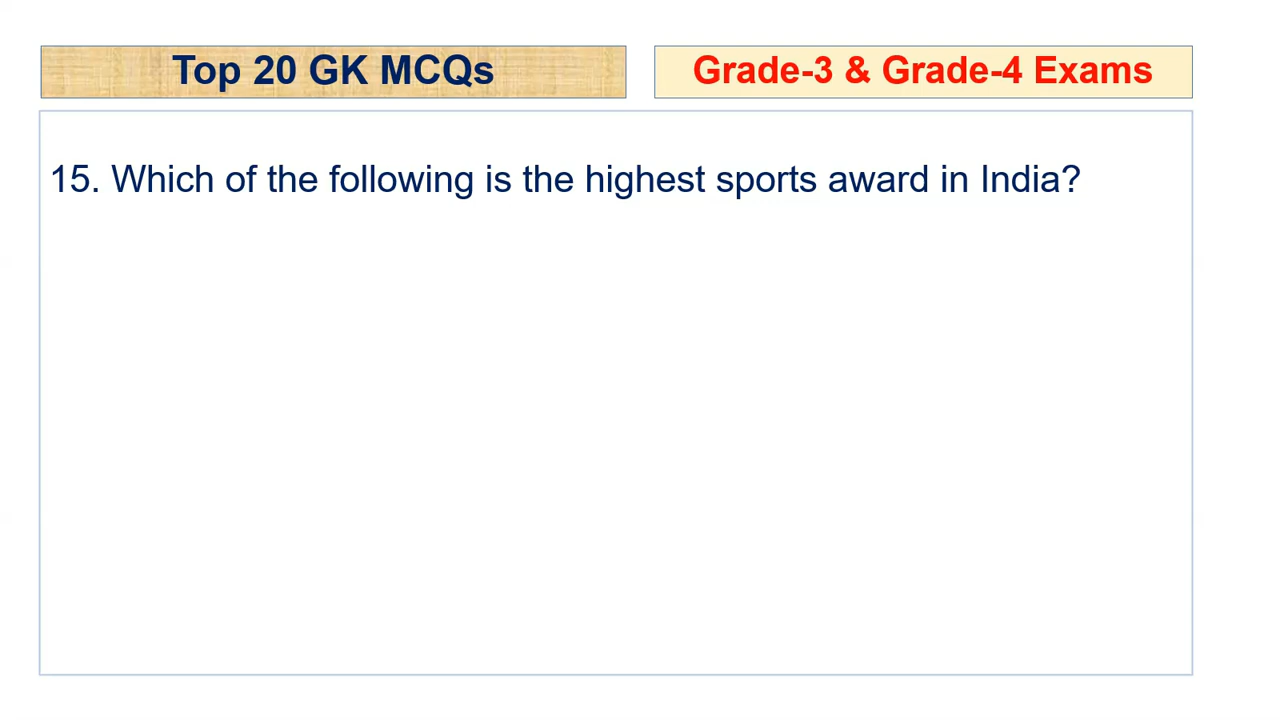 Top 20 GK MCQs
Grade-3 & Grade-4 Exams
15. Which of the following is the highest sports award in India?